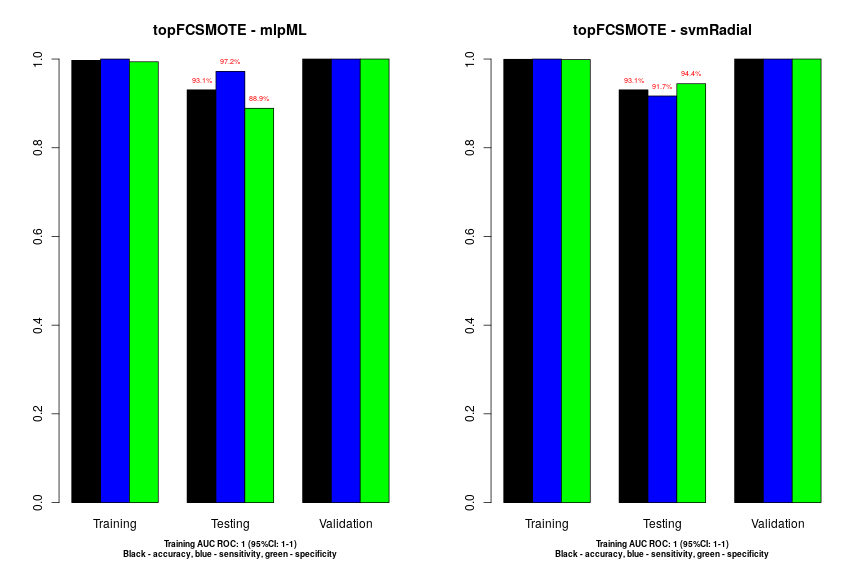 topFCSMOTE - mlpML
1.0
0.8
0.6
0.4
0.2
0.0
93.1%
97.2%
88.9%
Training
Testing
Validation
Training AUC ROC: 1 (95%CI: 1-1)
Black - accuracy, blue - sensitivity, green - specificity
topFCSMOTE - svmRadial
1.0
0.8
0.6
0.4
0.2
0.0
93.1%
91.7%
94.4%
Training
Testing
Validation
Training AUC ROC: 1 (95%CI: 1-1)
Black - accuracy, blue - sensitivity, green - specificity